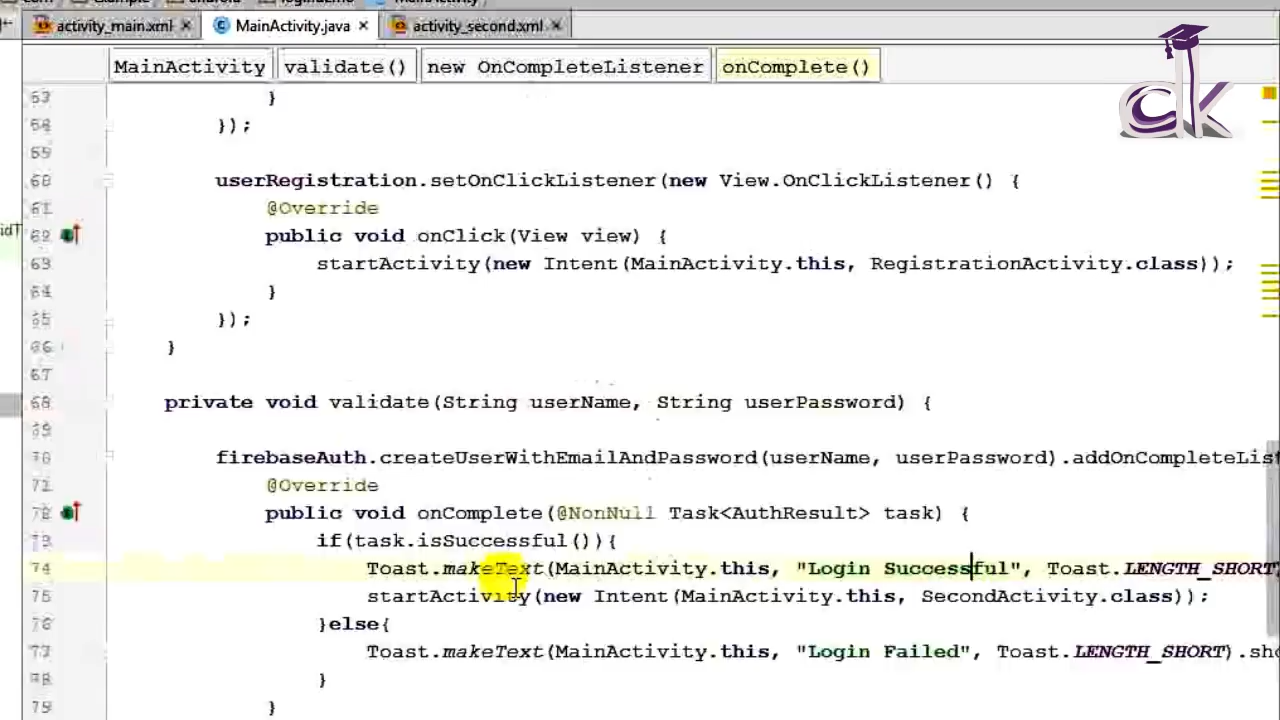 activity_main.xml MainActivity.java activity_second.xml
MainActivity validate() new OnCompleteListener onComplete()
}
});
60 userRegistration.setOnClickListener(new View.OnClickListener() {
61 @Override
62 public void onClick(View view) {
63 startActivity(new Intent(MainActivity.this, RegistrationActivity.class));
64 }
65 });
66 }
67
68 private void validate(String userName, String userPassword) {
69
70 firebaseAuth.createUserWithEmailAndPassword(userName, userPassword).addOnCompleteList
71 @Override
72 public void onComplete(@NonNull Task<AuthResult> task) {
73 if(task.isSuccessful()){
74 Toast.makeText(MainActivity.this, "Login Successful", Toast.LENGTH_SHORT)
75 startActivity(new Intent(MainActivity.this, SecondActivity.class));
76 }else{
77 Toast.makeText(MainActivity.this, "Login Failed", Toast.LENGTH_SHORT).sho
78 }
79 }